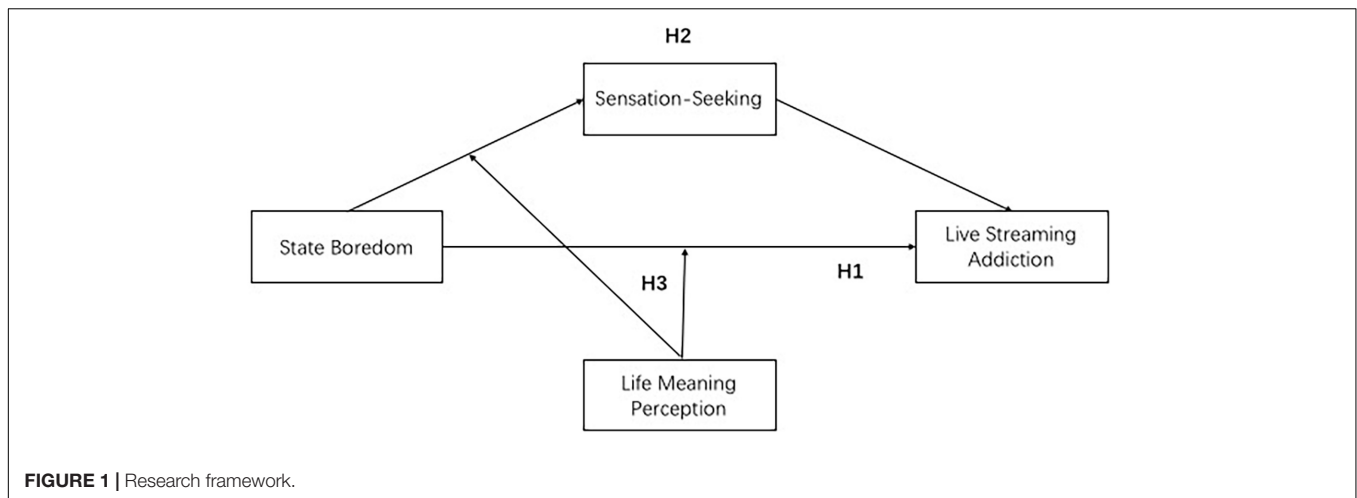 H2
Sensation-Seeking
State Boredom
Live Streaming
Addiction
H3
H1
Life Meaning
Perception
FIGURE 1 | Research framework.